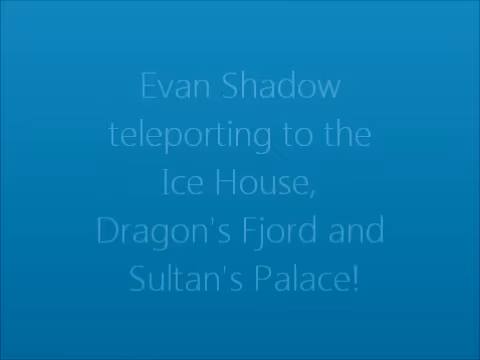 Evan Shadow
teleporting to the
Ice House,
Dragon's Fjord and
Sultan's Palace!